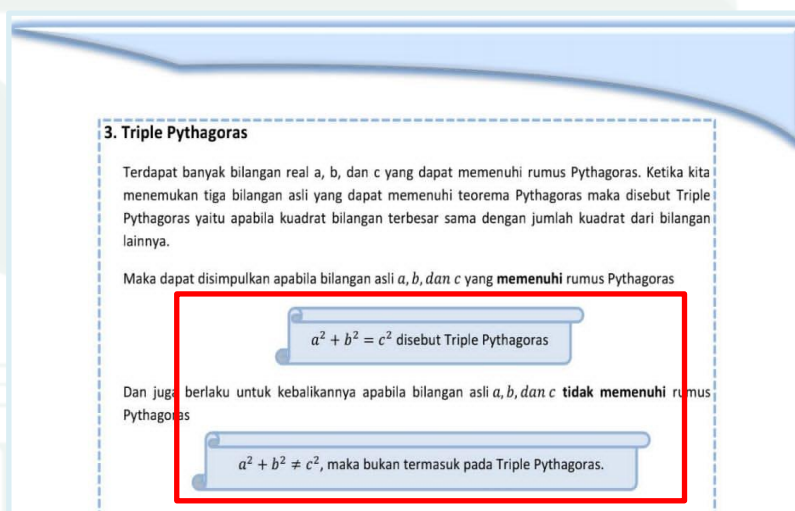 3. Triple Pythagoras
Terdapat banyak bilangan real a, b, dan c yang dapat memenuhi rumus Pythagoras. Ketika kita
menemukan tiga bilangan asli yang dapat memenuhi teorema Pythagoras maka disebut Triple
Pythagoras yaitu apabila kuadrat bilangan terbesar sama dengan jumlah kuadrat dari bilangan
lainnya.
Maka dapat disimpulkan apabila bilangan asli a, b, dan c yang memenuhi rumus Pythagoras
a² + b² = c² disebut Triple Pythagoras
Dan juga berlaku untuk kebalikannya apabila bilangan asli a, b, dan c tidak memenuhi rumus
Pythagoras
a² + b² ≠ c², maka bukan termasuk pada Triple Pythagoras.